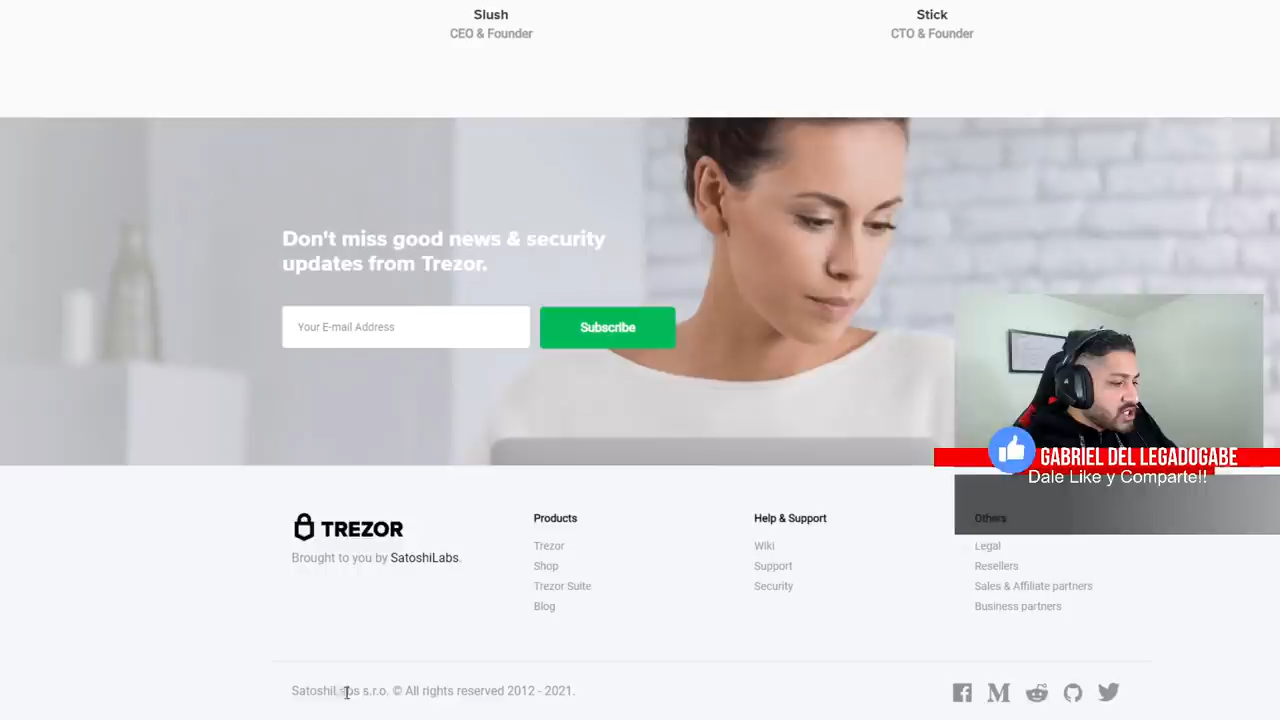 Slush
CEO & Founder
Stick
CTO & Founder
Don't miss good news & security
updates from Trezor.
Your E-mail Address
Subscribe
GABRIEL DEL LEGADOGABE
Dale Like y Comparte!!
TREZOR
Brought to you by SatoshiLabs.
Products
Trezor
Shop
Trezor Suite
Blog
Help & Support
Wiki
Support
Security
Others
Legal
Resellers
Sales & Affiliate partners
Business partners
s.r.o. © All rights reserved 2012 - 2021.